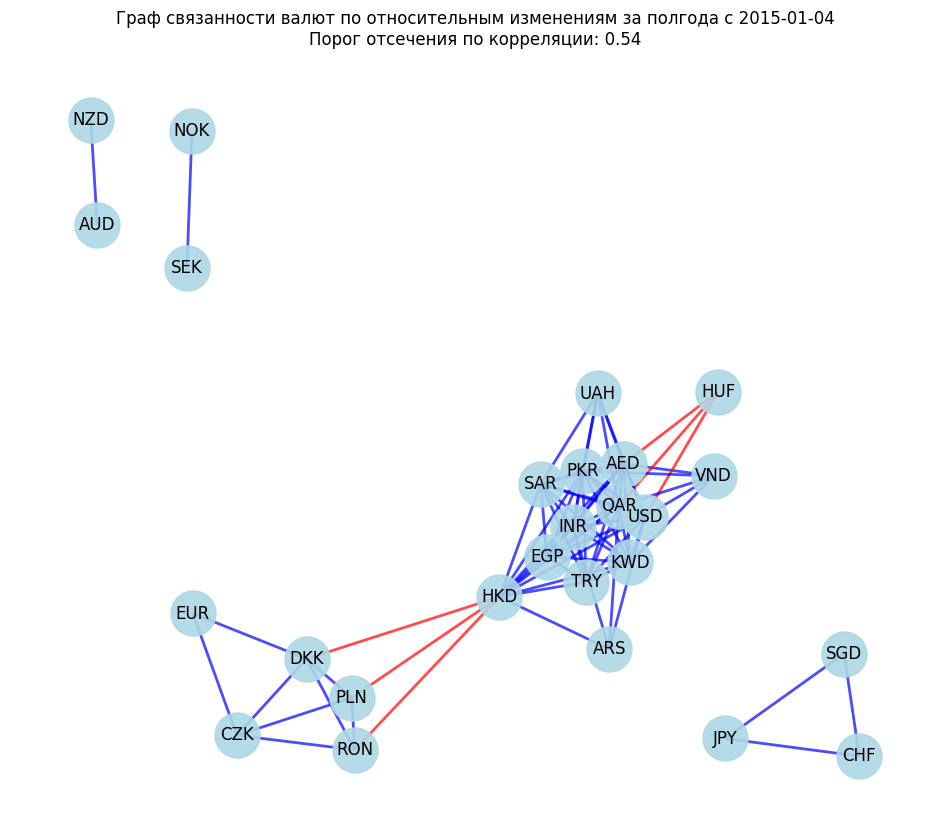 Граф связанности валют по относительным изменениям за полгода с 2015-01-04
Порог отсечения по корреляции: 0.54
NZD
NOK
AUD
SEK
UAH
HUF
PKR
AED
SAR
VND
QAR
USD
INR
EGP
KWD
TRY
HKD
EUR
DKK
ARS
SGD
PLN
CZK
RON
JPY
CHF